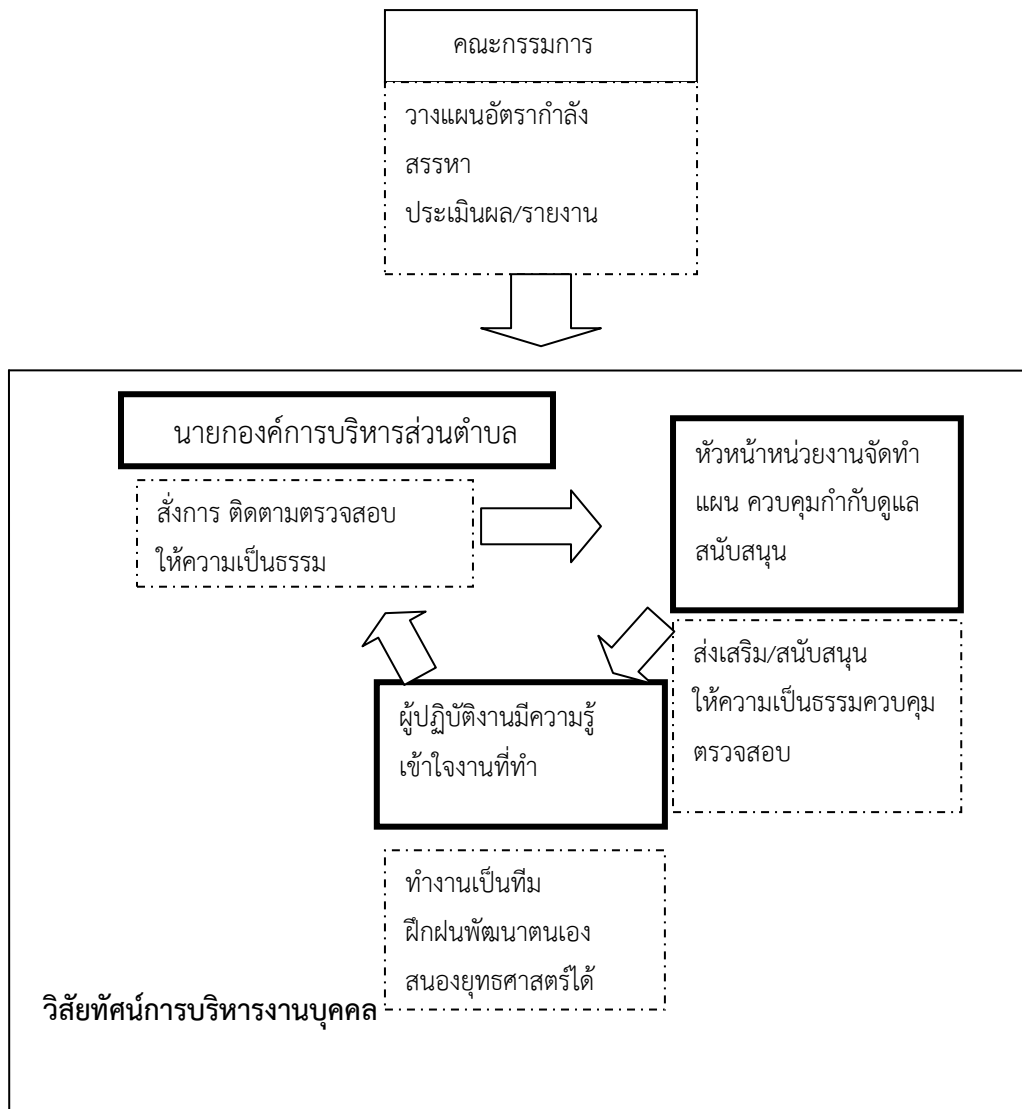 คณะกรรมการ
วางแผนอัตรากำลัง
สรรหา
ประเมินผล/รายงาน
นายกองค์การบริหารส่วนตำบล
สั่งการ ติดตามตรวจสอบ
ให้ความเป็นธรรม
หัวหน้าหน่วยงานจัดทำ
แผน ควบคุมกำกับดูแล
สนับสนุน
ส่งเสริม/สนับสนุน
ให้ความเป็นธรรมควบคุม
ตรวจสอบ
ผู้ปฏิบัติงานมีความรู้
เข้าใจงานที่ทำ
ทำงานเป็นทีม
ฝึกฝนพัฒนาตนเอง
สนองยุทธศาสตร์ได้
วิสัยทัศน์การบริหารงานบุคคล